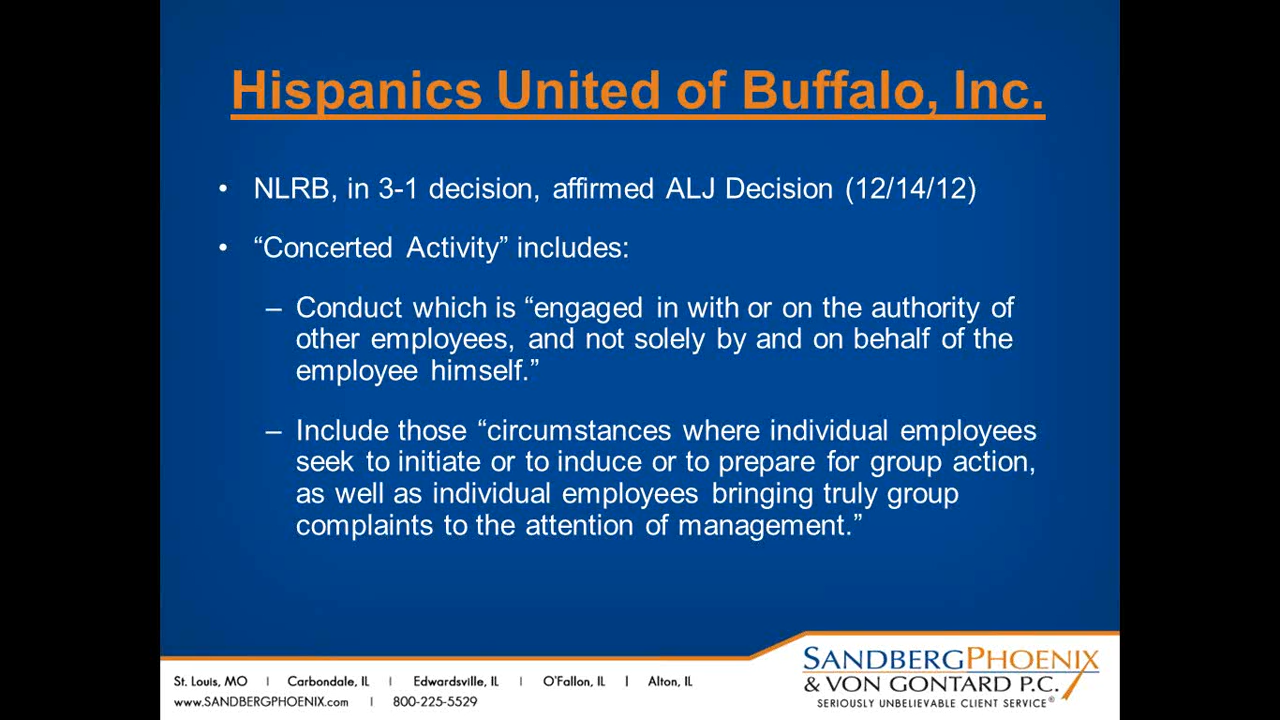 Hispanics United of Buffalo, Inc.
• NLRB, in 3-1 decision, affirmed ALJ Decision (12/14/12)
• “Concerted Activity” includes:
– Conduct which is “engaged in with or on the authority of
other employees, and not solely by and on behalf of the
employee himself.”
– Include those “circumstances where individual employees
seek to initiate or to induce or to prepare for group action,
as well as individual employees bringing truly group
complaints to the attention of management.”
St. Louis, MO | Carbondale, IL | Edwardsville, IL | O'Fallon, IL | Alton, IL
www.SANDBERGPHOENIX.com | 800-225-5529
SANDBERGPHOENIX
& VON GONTARD P.C.
SERIOUSLY UNBELIEVABLE CLIENT SERVICE®